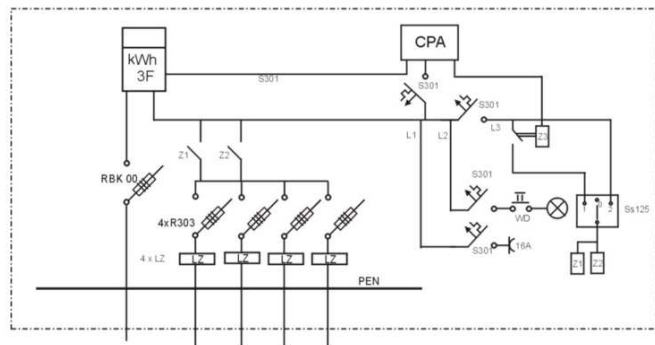 kWh
3F
CPA
S301
S301
S301
L1
L2
L3
Z3
Z1
Z2
RBK 00
4xR303
S301
WD
1
0
2
Ss125
S301
16A
4 x LZ
LZ
LZ
LZ
LZ
Z1
Z2
PEN